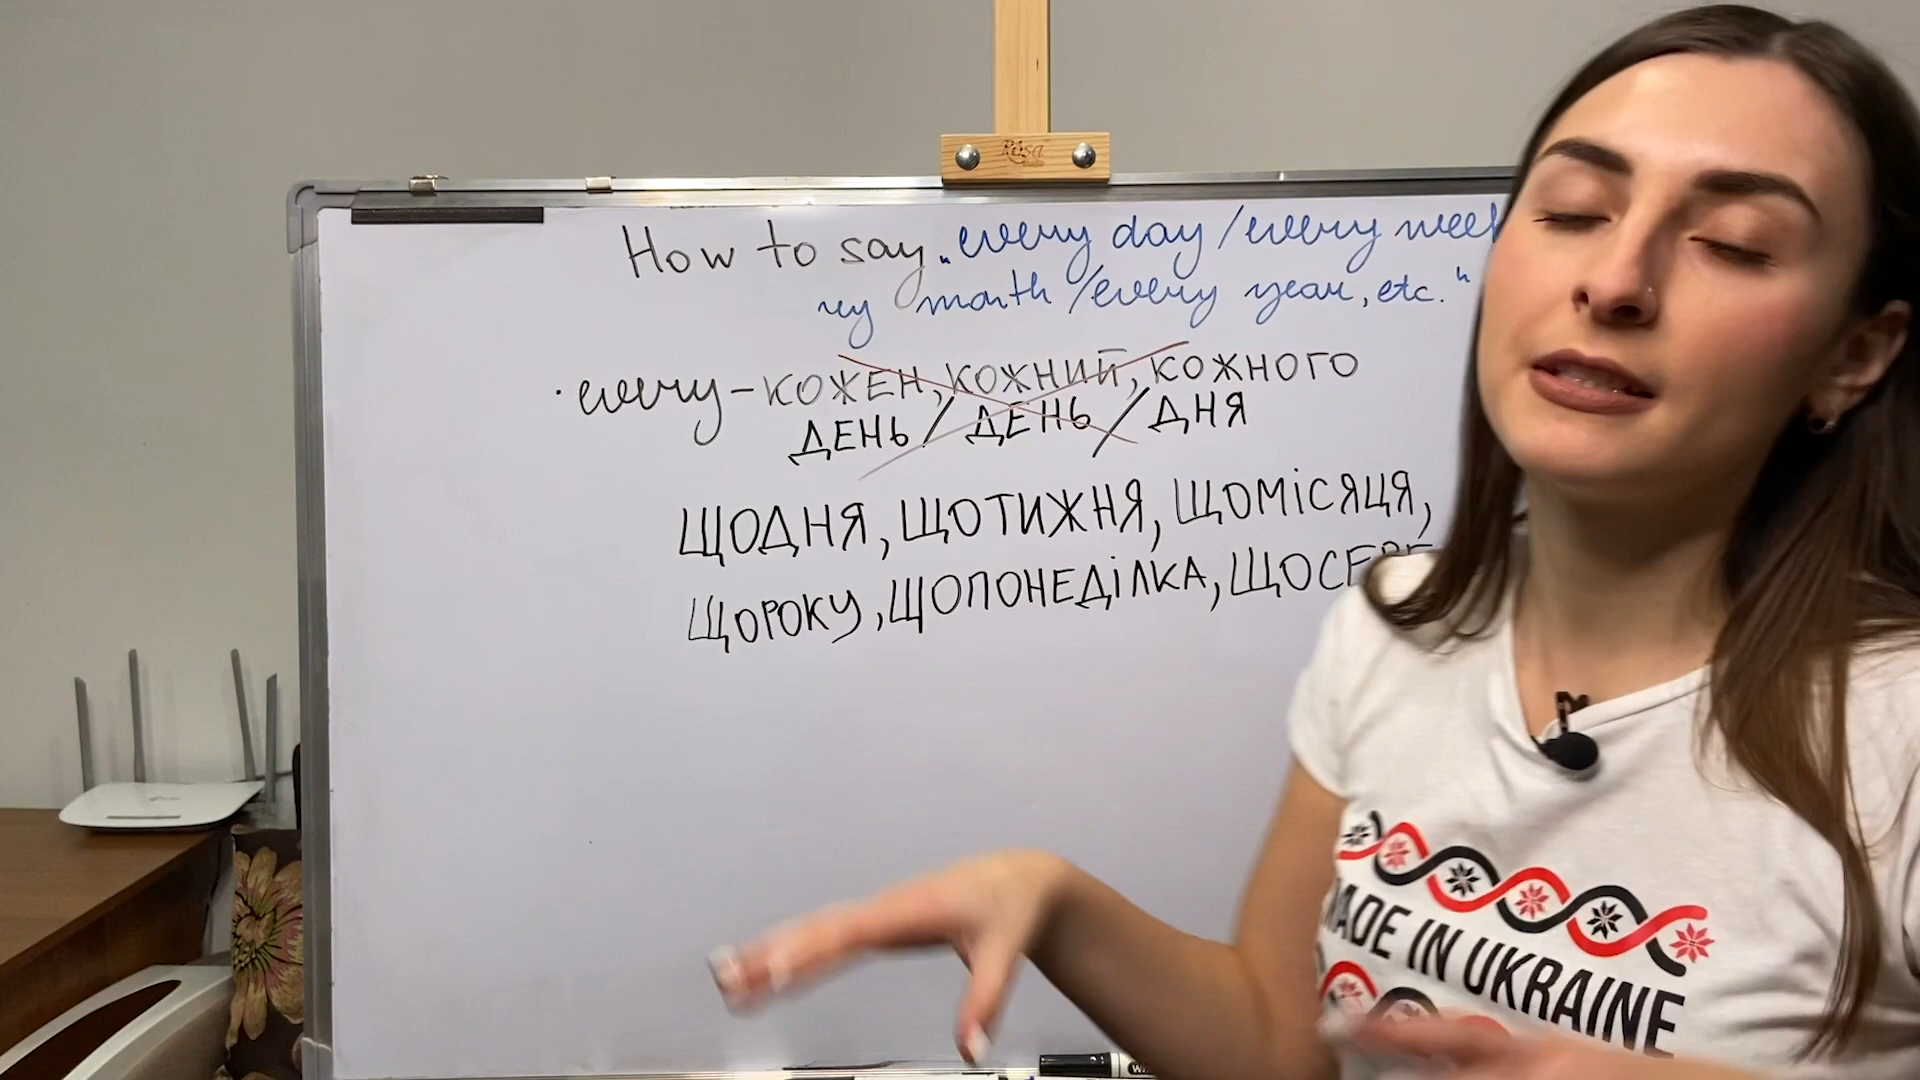 Rosa
How to say „every day / every week
month / every year, etc."
· every – КОЖЕН, КОЖНИЙ, КОЖНОГО
ДЕНЬ / ДЕНЬ / ДНЯ
ЩОДНЯ, ЩОТИЖНЯ, ЩОМІСЯЦЯ,
ЩОРОКУ, ЩОПОНЕДІЛКА,
MADE IN UKRAINE